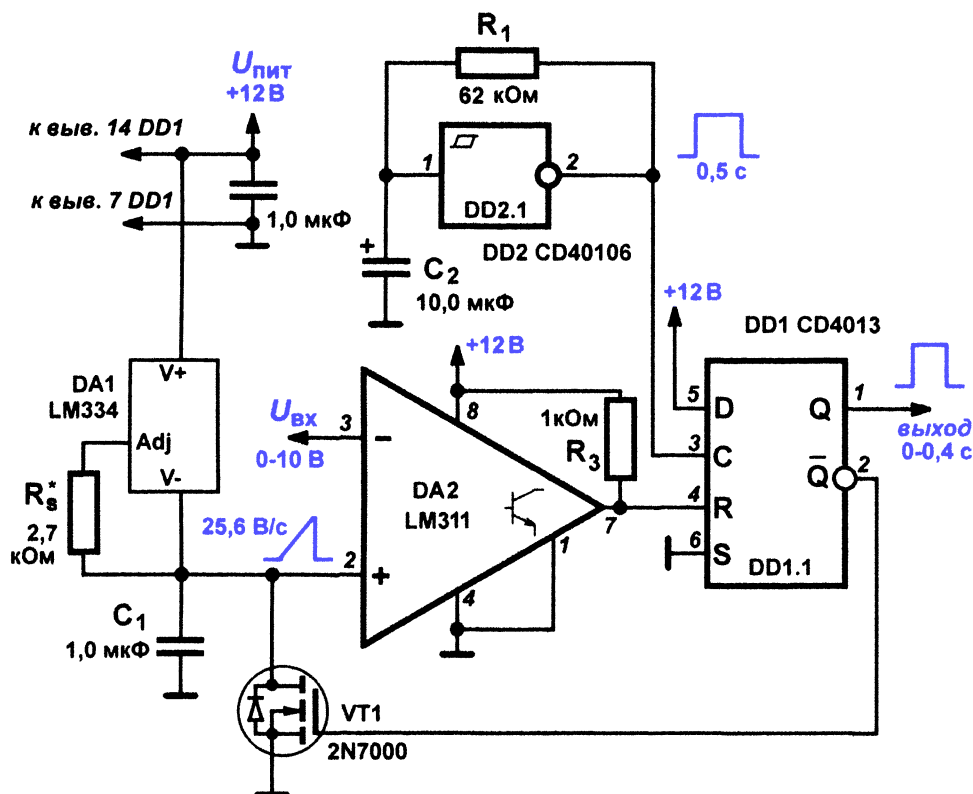 R1
62 кОм
Uпит
+12 В
к выв. 14 DD1
к выв. 7 DD1
1,0 мкФ
1
2
DD2.1
DD2 CD40106
0,5 с
+
C2
10,0 мкФ
+12 В
DD1 CD4013
DA1
LM334
V+
Adj
V-
Rs*
2,7
кОм
+12 В
8
1 кОм
R3
Uвх
0-10 В
3
–
DA2
LM311
7
1
25,6 В/с
2
+
4
5
D
3
C
4
R
6
S
Q
1
Q̅
2
DD1.1
выход
0-0,4 с
C1
1,0 мкФ
VT1
2N7000